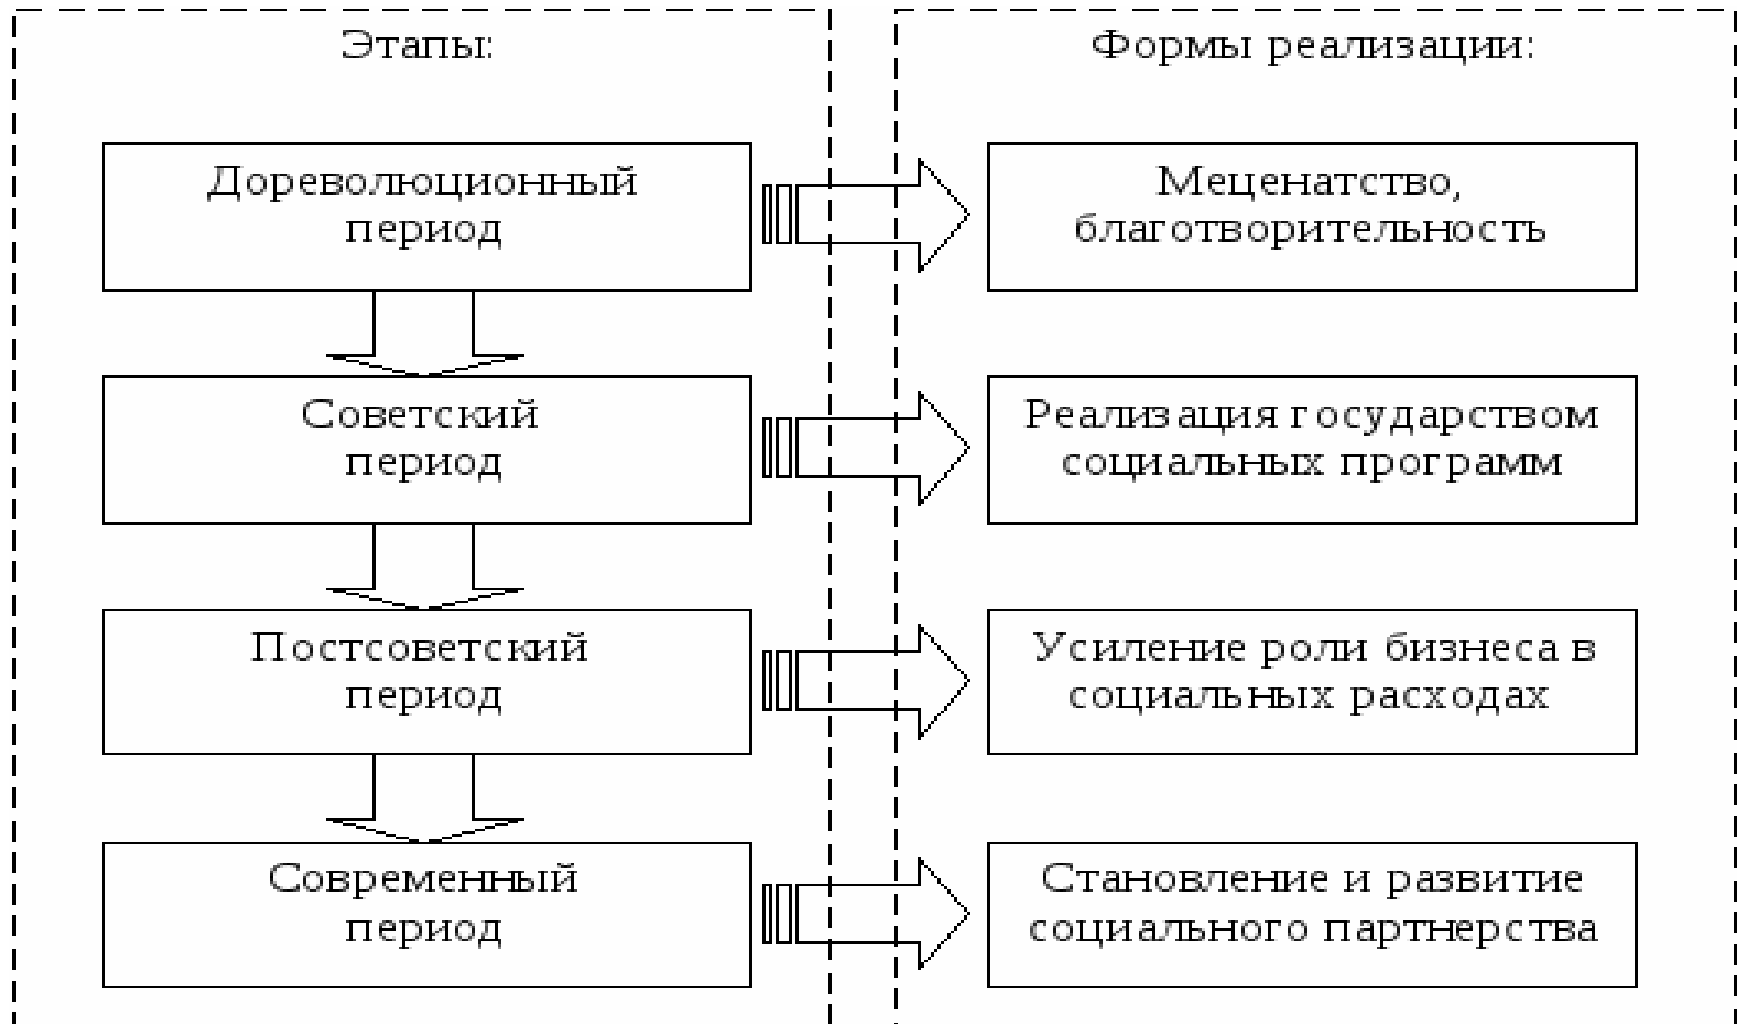 Этапы:
Формы реализации:
Дореволюционный
период
Меценатство,
благотворительность
Советский
период
Реализация государством
социальных программ
Постсоветский
период
Усиление роли бизнеса в
социальных расходах
Современный
период
Становление и развитие
социального партнерства